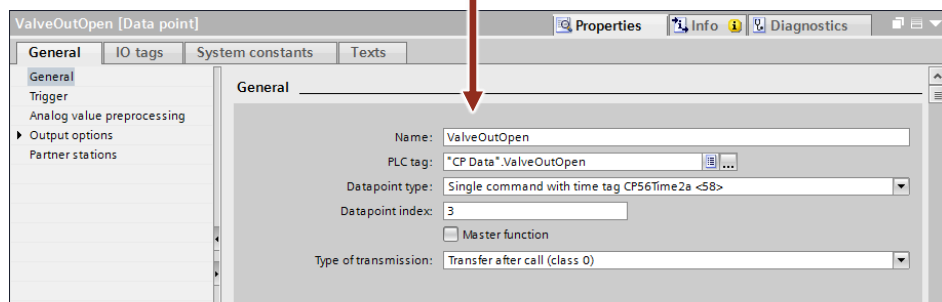 ValveOutOpen [Data point]
Properties Info Diagnostics
General IO tags System constants Texts
General
Trigger
Analog value preprocessing
Output options
Partner stations
General
Name: ValveOutOpen
PLC tag: "CP Data".ValveOutOpen ...
Datapoint type: Single command with time tag CP56Time2a <58>
Datapoint index: 3
Master function
Type of transmission: Transfer after call (class 0)